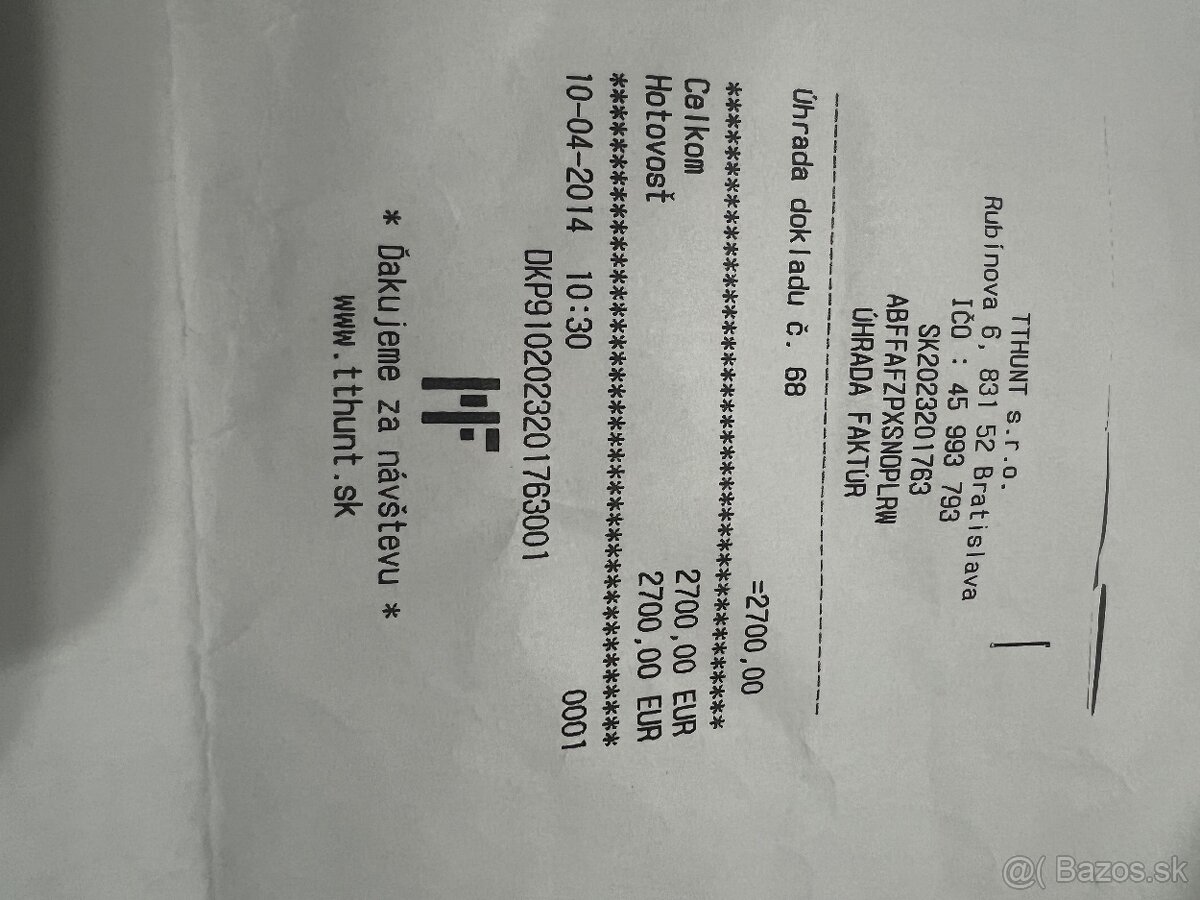 TTHUNT s.r.o.
Rubínova 6, 831 52 Bratislava
IČO : 45 993 793
SK2023201763
ABFFAFZPXSNOPLRW
ÚHRADA FAKTÚR
--------------------------------------
Úhrada dokladu č. 68
=2700,00
******************************************
Celkom 2700,00 EUR
Hotovosť 2700,00 EUR
******************************************
10-04-2014 10:30 0001
DKP9102023201763001
* Ďakujeme za návštevu *
www.tthunt.sk
@( Bazos.sk